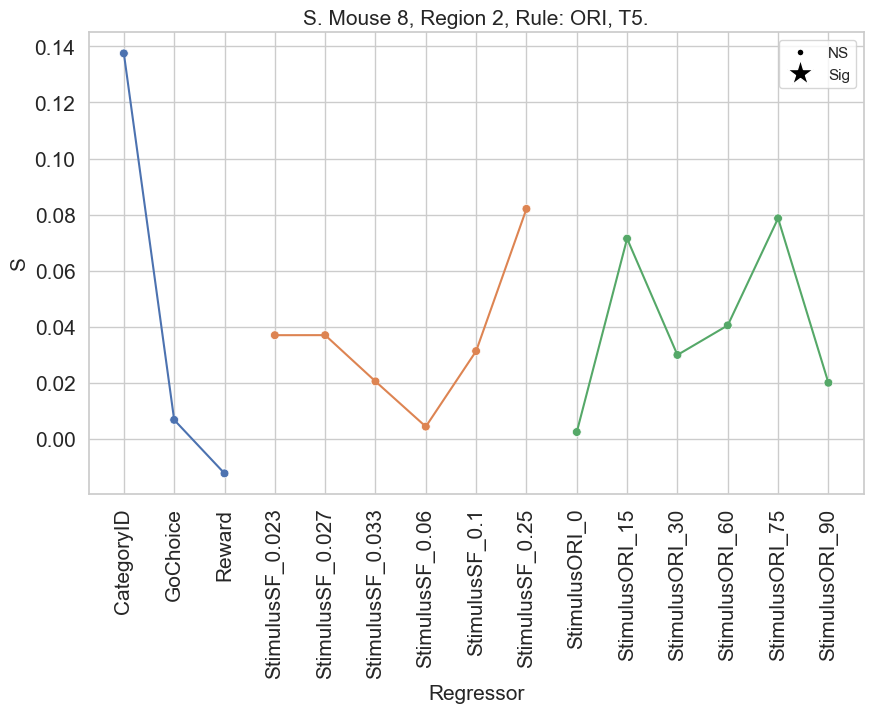 S. Mouse 8, Region 2, Rule: ORI, T5.
NS
Sig
0.14
0.12
0.10
0.08
0.06
0.04
0.02
0.00
S
CategoryID
GoChoice
Reward
StimulusSF_0.023
StimulusSF_0.027
StimulusSF_0.033
StimulusSF_0.06
StimulusSF_0.1
StimulusSF_0.25
StimulusORI_0
StimulusORI_15
StimulusORI_30
StimulusORI_60
StimulusORI_75
StimulusORI_90
Regressor